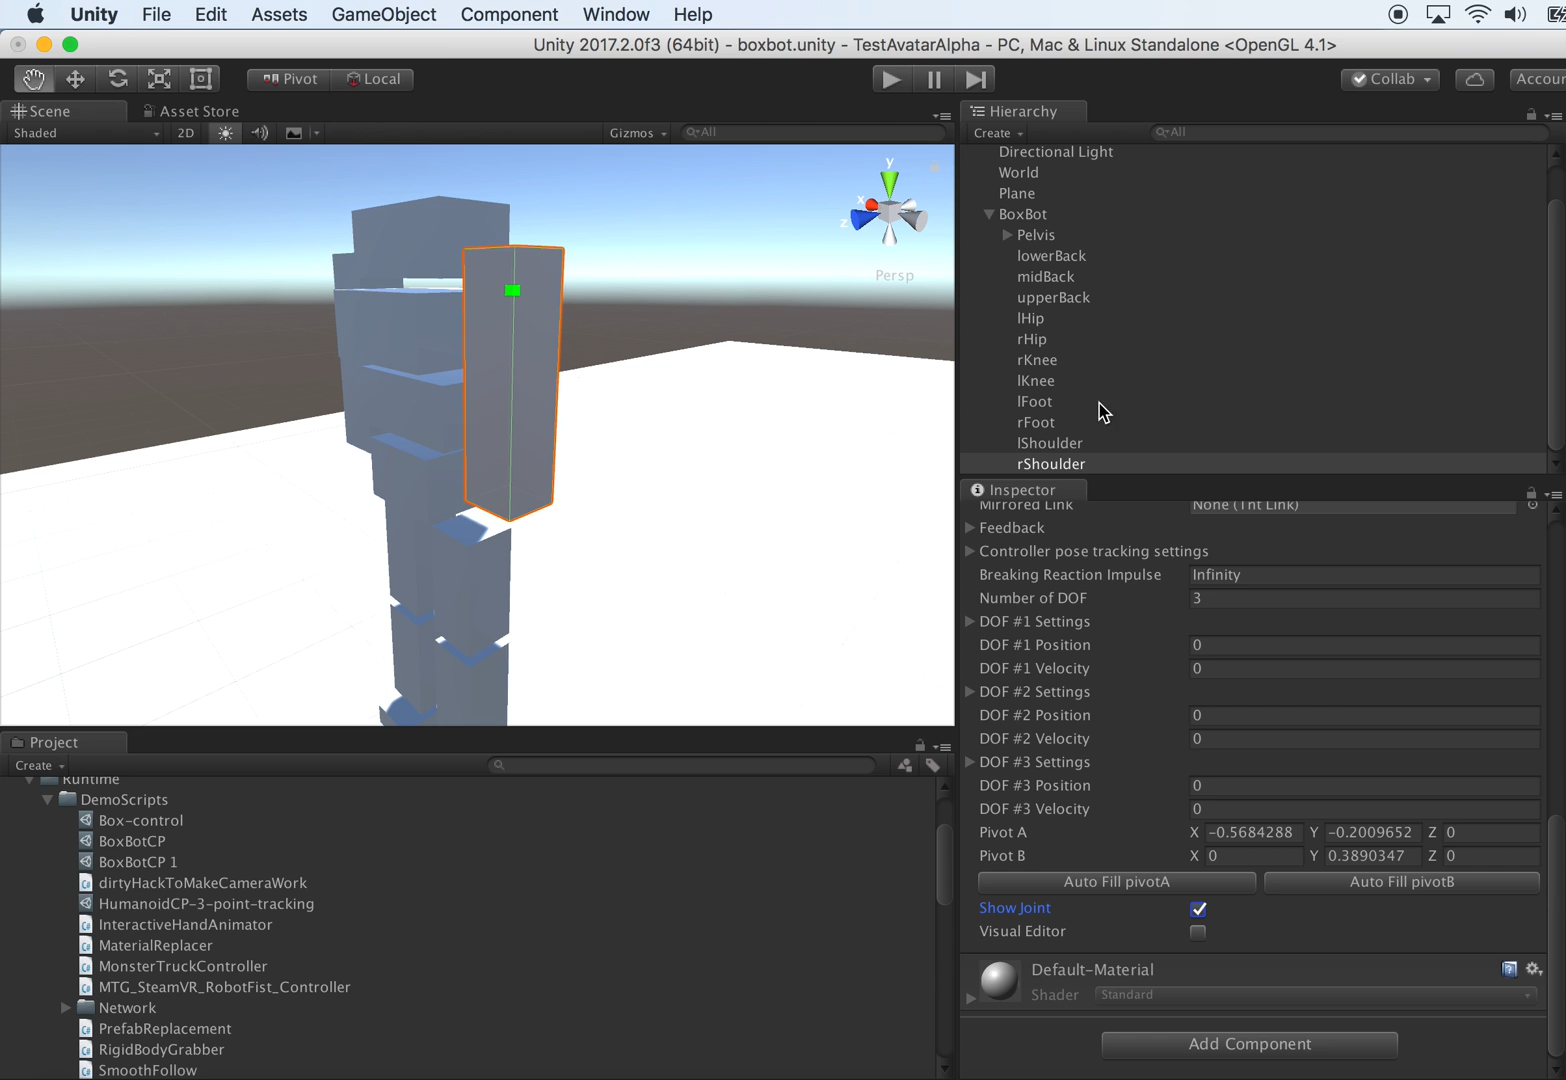 Unity File Edit Assets GameObject Component Window Help
Unity 2017.2.0f3 (64bit) - boxbot.unity - TestAvatarAlpha - PC, Mac & Linux Standalone <OpenGL 4.1>
Pivot Local Collab Accour
Scene Asset Store
Shaded 2D Gizmos All
y
x
z
Persp
Hierarchy
Create All
Directional Light
World
Plane
BoxBot
Pelvis
lowerBack
midBack
upperBack
lHip
rHip
rKnee
lKnee
lFoot
rFoot
lShoulder
rShoulder
Inspector
Mirrored Link None (Tnt Link)
Feedback
Controller pose tracking settings
Breaking Reaction Impulse Infinity
Number of DOF 3
DOF #1 Settings
DOF #1 Position 0
DOF #1 Velocity 0
DOF #2 Settings
DOF #2 Position 0
DOF #2 Velocity 0
DOF #3 Settings
DOF #3 Position 0
DOF #3 Velocity 0
Pivot A X -0.5684288 Y -0.2009652 Z 0
Pivot B X 0 Y 0.3890347 Z 0
Auto Fill pivotA Auto Fill pivotB
Show Joint
Visual Editor
Default-Material
Shader Standard
Add Component
Project
Create
Runtime
DemoScripts
Box-control
BoxBotCP
BoxBotCP 1
dirtyHackToMakeCameraWork
HumanoidCP-3-point-tracking
InteractiveHandAnimator
MaterialReplacer
MonsterTruckController
MTG_SteamVR_RobotFist_Controller
Network
PrefabReplacement
RigidBodyGrabber
SmoothFollow